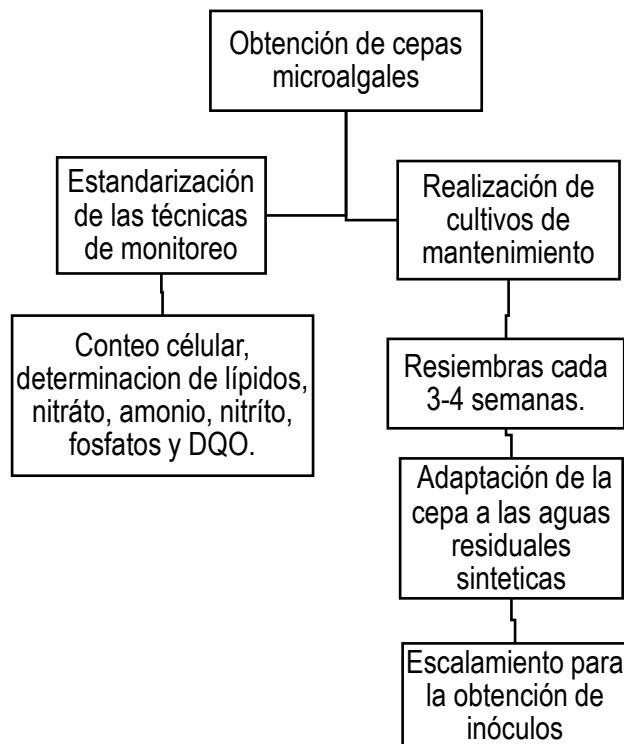 Obtención de cepas
microalgales
Estandarización
de las técnicas
de monitoreo
Realización de
cultivos de
mantenimiento
Conteo célular,
determinacion de lípidos,
nitráto, amonio, nitríto,
fosfatos y DQO.
Resiembras cada
3-4 semanas.
Adaptación de la
cepa a las aguas
residuales
sinteticas
Escalamiento para
la obtención de
inóculos